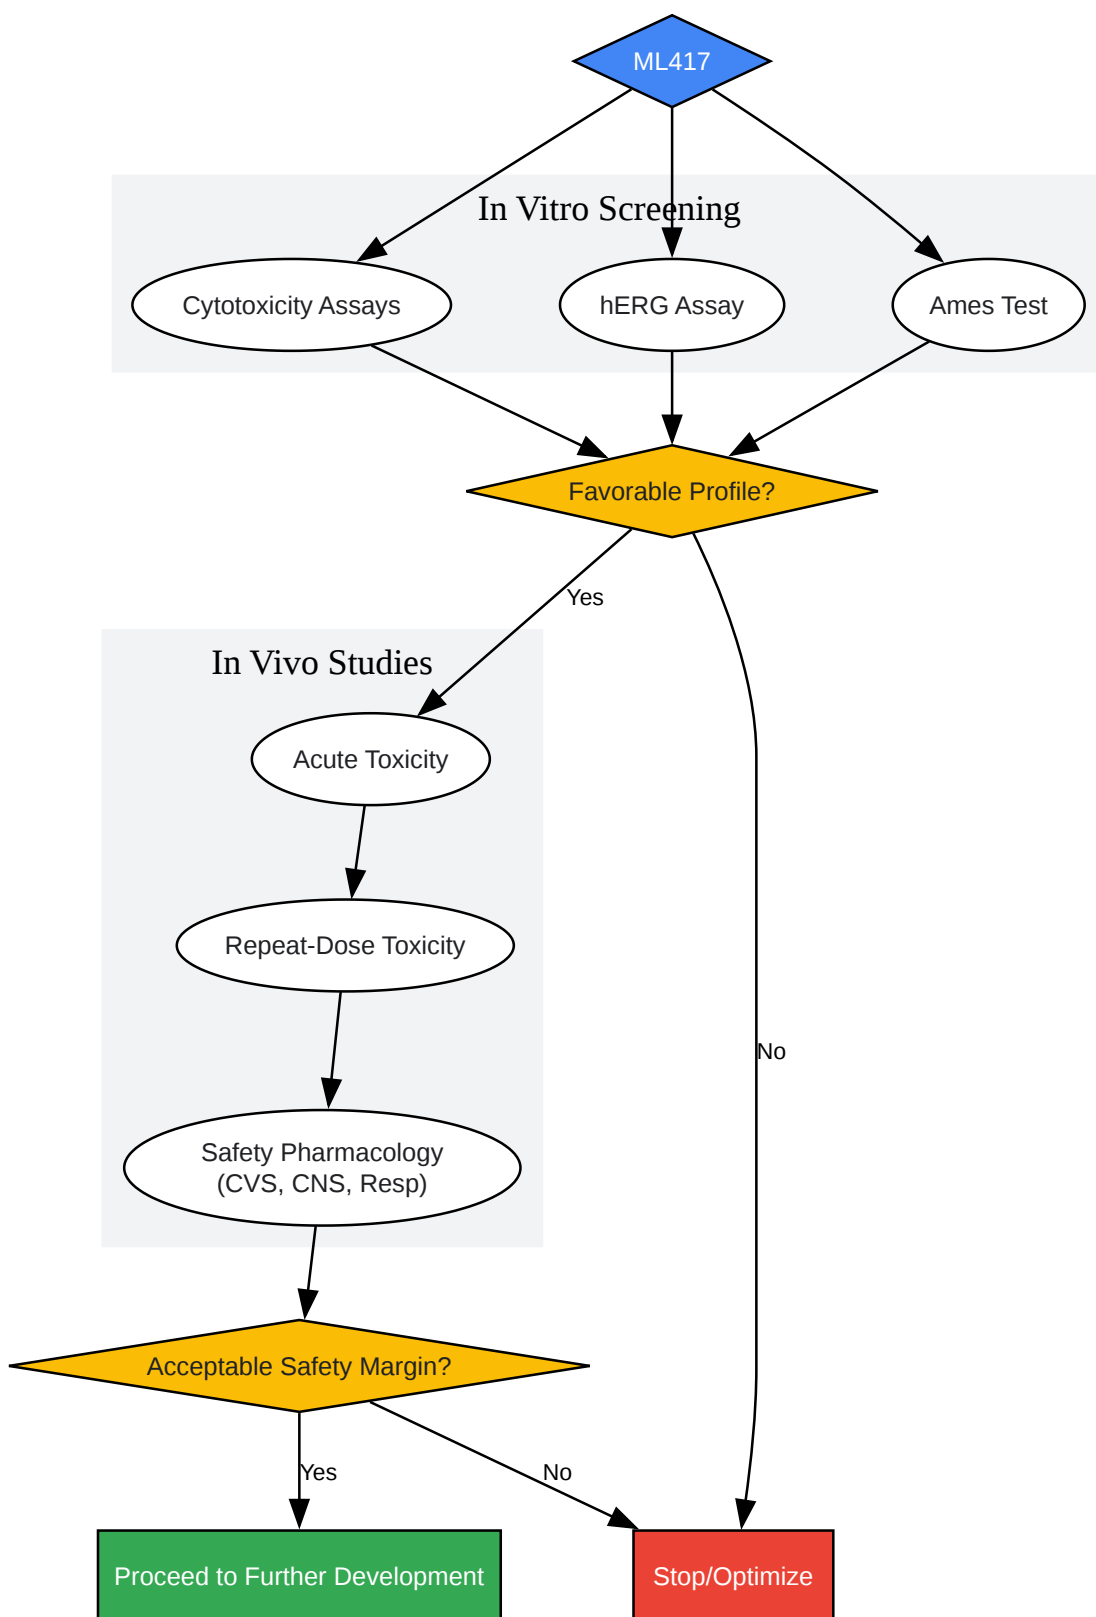 ML417
In Vitro Screening
Cytotoxicity Assays
hERG Assay
Ames Test
Favorable Profile?
Yes
In Vivo Studies
Acute Toxicity
Repeat-Dose Toxicity
No
Safety Pharmacology
(CVS, CNS, Resp)
Acceptable Safety Margin?
Yes
No
Proceed to Further Development
Stop/Optimize